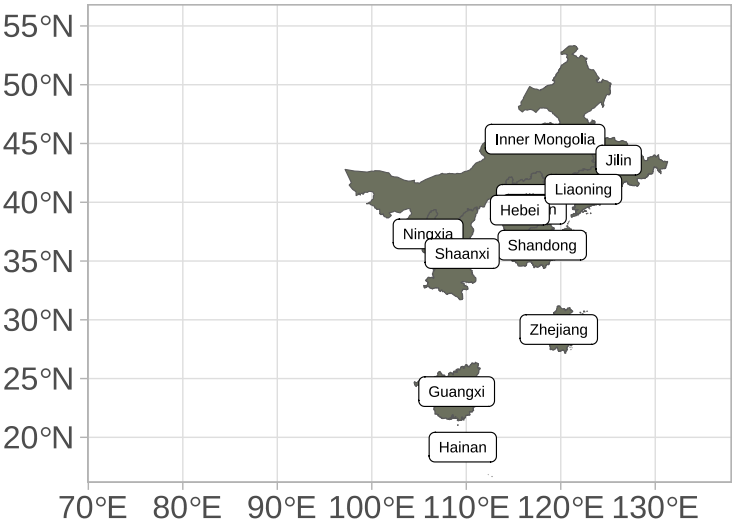 55°N
50°N
45°N
40°N
35°N
30°N
25°N
20°N
Inner Mongolia
Jilin
Liaoning
Hebei
Ningxia
Shandong
Shaanxi
Zhejiang
Guangxi
Hainan
70°E 80°E 90°E 100°E 110°E 120°E 130°E